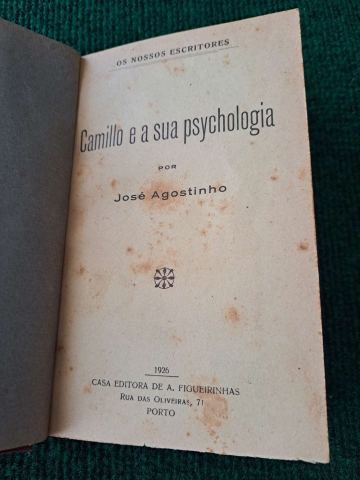 OS NOSSOS ESCRITORES
Camillo e a sua psychologia
POR
José Agostinho
1926
CASA EDITORA DE A. FIGUEIRINHAS
RUA DAS OLIVEIRAS, 71
PORTO